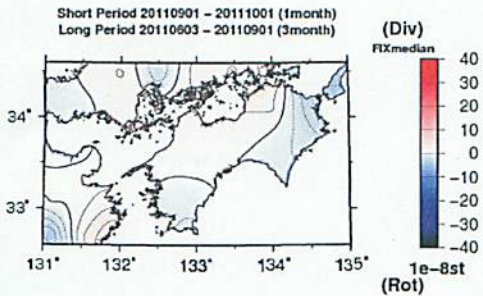 Short Period 20110901 - 20111001 (1month)
Long Period 20110603 - 20110901 (3month)
(Div)
FIXmedian
40
30
20
10
0
-10
-20
-30
-40
1e-8st
(Rot)
34°
33°
131°
132°
133°
134°
135°